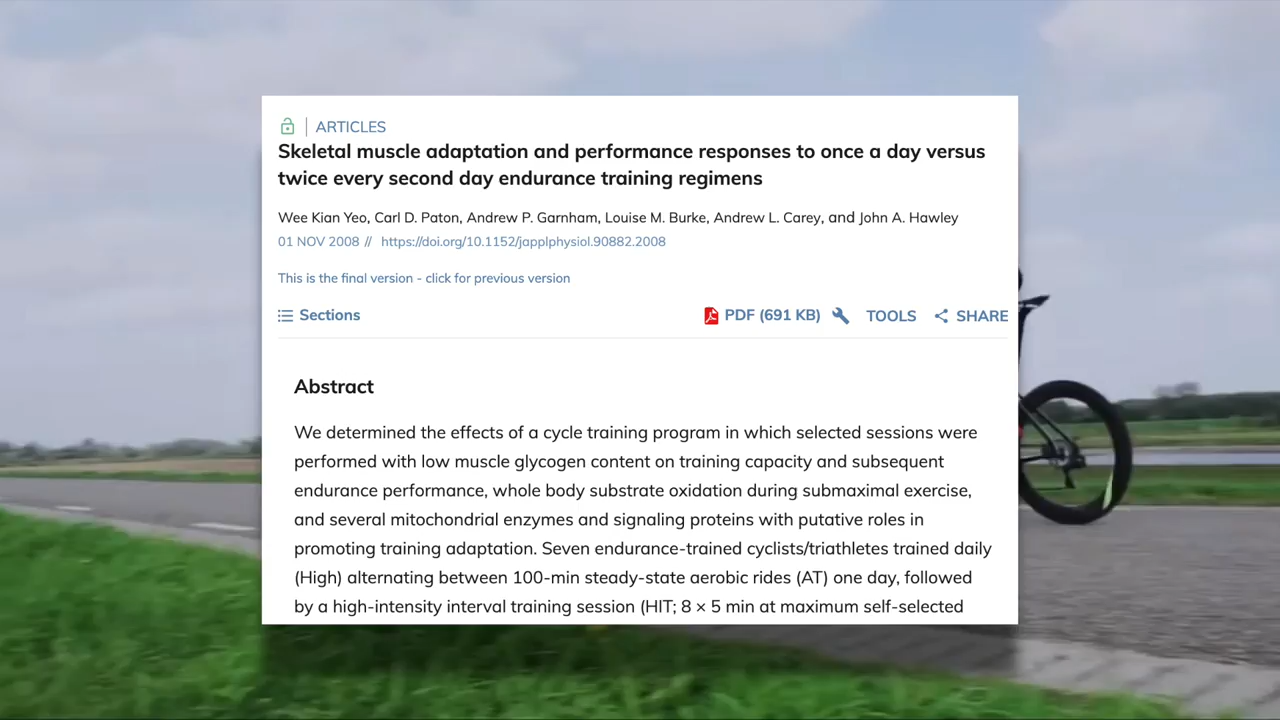 ARTICLES
Skeletal muscle adaptation and performance responses to once a day versus
twice every second day endurance training regimens
Wee Kian Yeo, Carl D. Paton, Andrew P. Garnham, Louise M. Burke, Andrew L. Carey, and John A. Hawley
01 NOV 2008 // https://doi.org/10.1152/japplphysiol.90882.2008
This is the final version - click for previous version
Sections PDF (691 KB) TOOLS SHARE
Abstract
We determined the effects of a cycle training program in which selected sessions were
performed with low muscle glycogen content on training capacity and subsequent
endurance performance, whole body substrate oxidation during submaximal exercise,
and several mitochondrial enzymes and signaling proteins with putative roles in
promoting training adaptation. Seven endurance-trained cyclists/triathletes trained daily
(High) alternating between 100-min steady-state aerobic rides (AT) one day, followed
by a high-intensity interval training session (HIT; 8 × 5 min at maximum self-selected